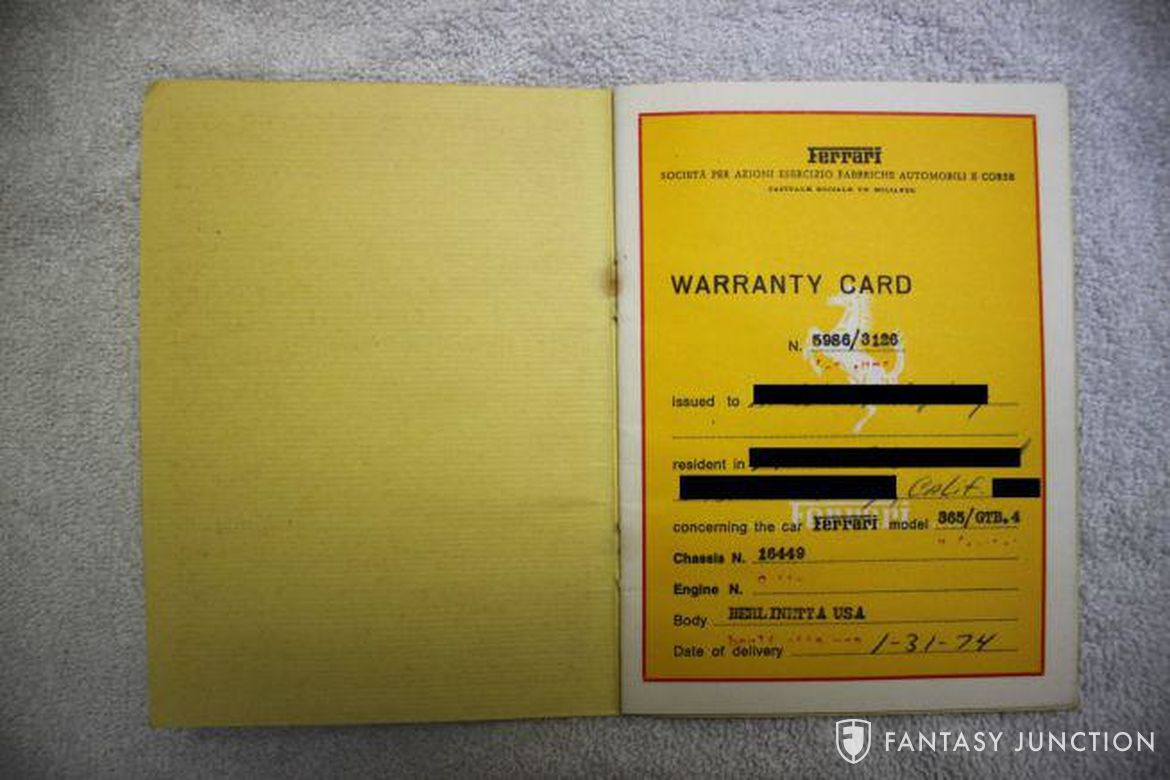 Ferrari
SOCIETÀ PER AZIONI ESERCIZIO FABBRICHE AUTOMOBILI E CORSE
WARRANTY CARD
N. 5986/3126
issued to
resident in
Calif.
Ferrari
concerning the car Ferrari model 365/GTB.4
Chassis N. 16449
Engine N.
Body BERLINETTA USA
Date of delivery 1-31-74
FANTASY JUNCTION